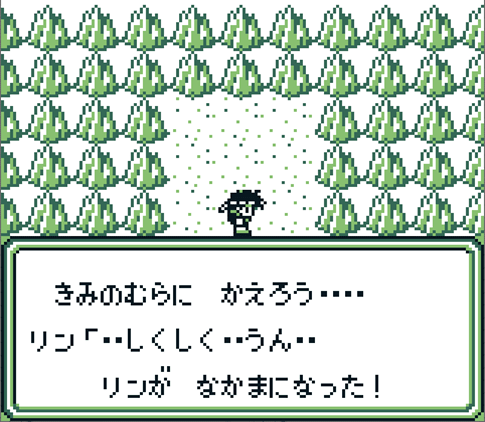 きみのむらに　かえろう････
リン「･･しくしく･･うん･･
リンが　なかまになった！